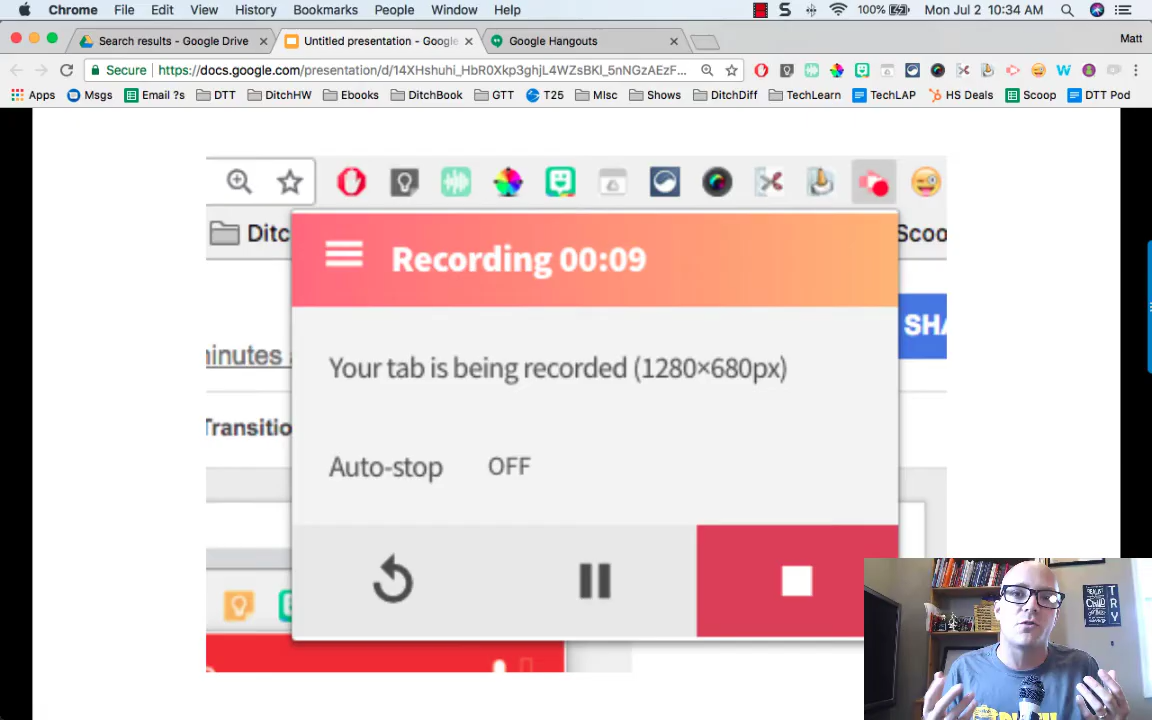 Chrome File Edit View History Bookmarks People Window Help 100% Mon Jul 2 10:34 AM
Search results - Google Drive Untitled presentation - Google Google Hangouts Matt
Secure https://docs.google.com/presentation/d/14XHshuhi_HbR0Xkp3ghjL4WZsBKl_5nNGzAEzF...
Apps Msgs Email ?s DTT DitchHW Ebooks DitchBook GTT T25 MIsc Shows DitchDiff TechLearn TechLAP HS Deals Scoop DTT Pod
Ditc Scoo
Recording 00:09
SHA
inutes
Your tab is being recorded (1280×680px)
Transitio
Auto-stop OFF
TRY